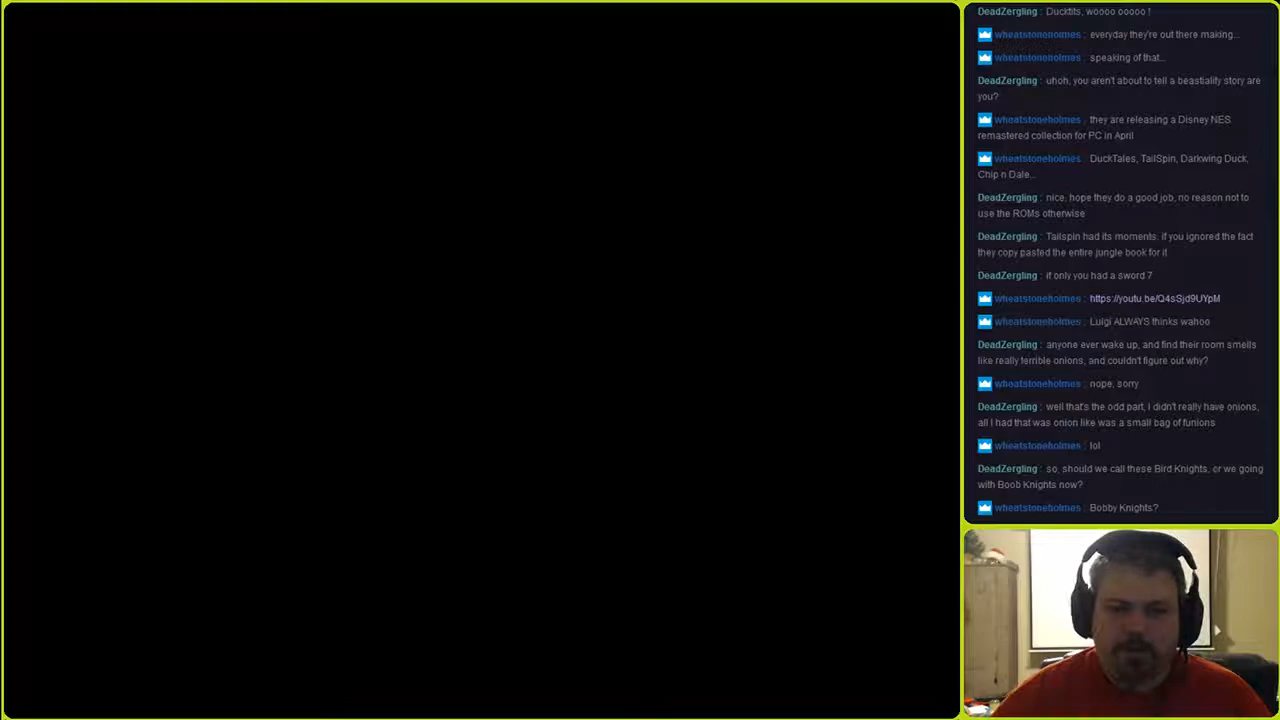 DeadZergling : Ducktits, woooo ooooo !
wheatstoneholmes : everyday they're out there making...
wheatstoneholmes : speaking of that...
DeadZergling : uhoh, you aren't about to tell a beastiality story are
you?
wheatstoneholmes : they are releasing a Disney NES
remastered collection for PC in April
wheatstoneholmes : DuckTales, TailSpin, Darkwing Duck,
Chip n Dale...
DeadZergling : nice, hope they do a good job, no reason not to
use the ROMs otherwise
DeadZergling : Tailspin had its moments, if you ignored the fact
they copy pasted the entire jungle book for it
DeadZergling : if only you had a sword 7
wheatstoneholmes : https://youtu.be/Q4sSjd9UYpM
wheatstoneholmes : Luigi ALWAYS thinks wahoo
DeadZergling : anyone ever wake up, and find their room smells
like really terrible onions, and couldn't figure out why?
wheatstoneholmes : nope, sorry
DeadZergling : well that's the odd part, I didn't really have onions,
all I had that was onion like was a small bag of funions
wheatstoneholmes : lol
DeadZergling : so, should we call these Bird Knights, or we going
with Boob Knights now?
wheatstoneholmes : Bobby Knights?